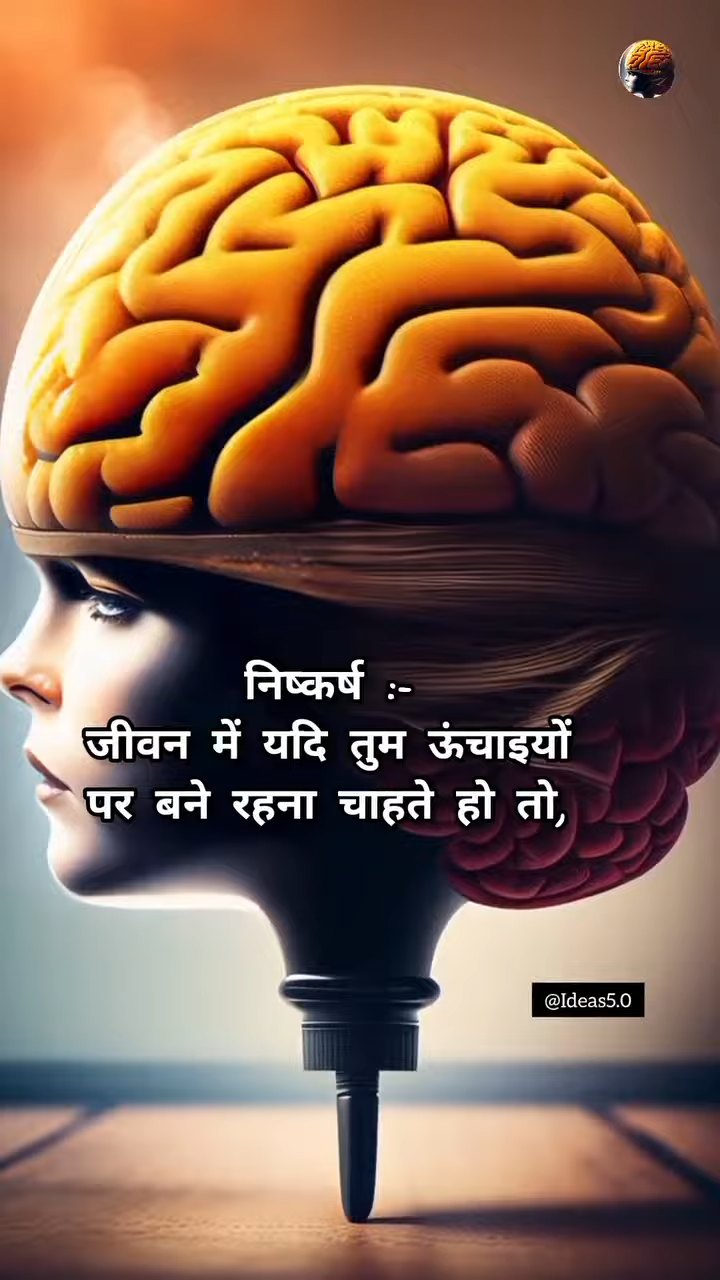 निष्कर्ष :-
जीवन में यदि तुम ऊंचाइयों
पर बने रहना चाहते हो तो,
@Ideas5.0